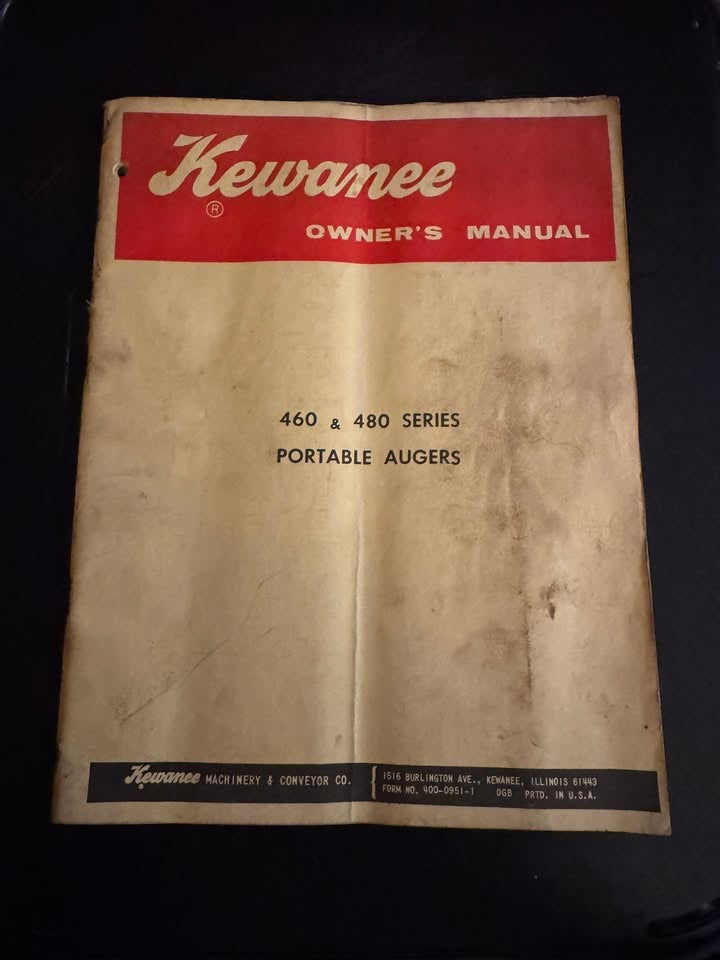 Kewanee
®
OWNER'S MANUAL
460 & 480 SERIES
PORTABLE AUGERS
Kewanee MACHINERY & CONVEYOR CO.
1516 BURLINGTON AVE., KEWANEE, ILLINOIS 61443
FORM NO. 400-0951-1 DGB PRTD. IN U.S.A.